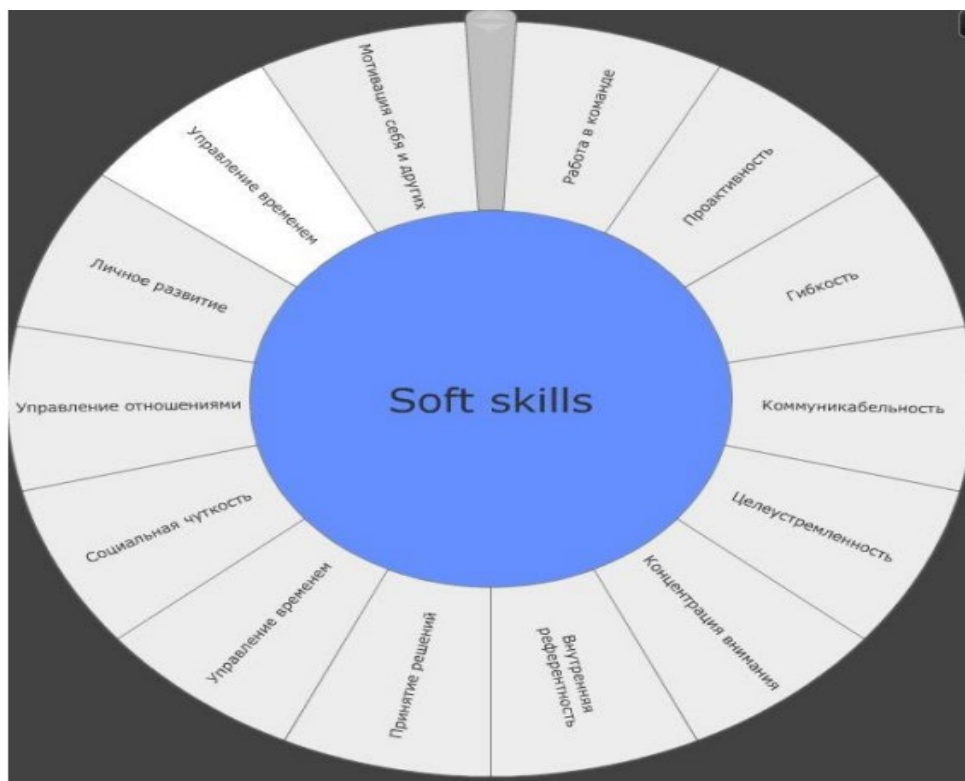 Soft skills
Работа в команде
Проактивность
Гибкость
Коммуникабельность
Целеустремленность
Концентрация внимания
Внутренняя
референтность
Принятие решений
Управление временем
Социальная чуткость
Управление отношениями
Личное развитие
Управление временем
Мотивация себя и других